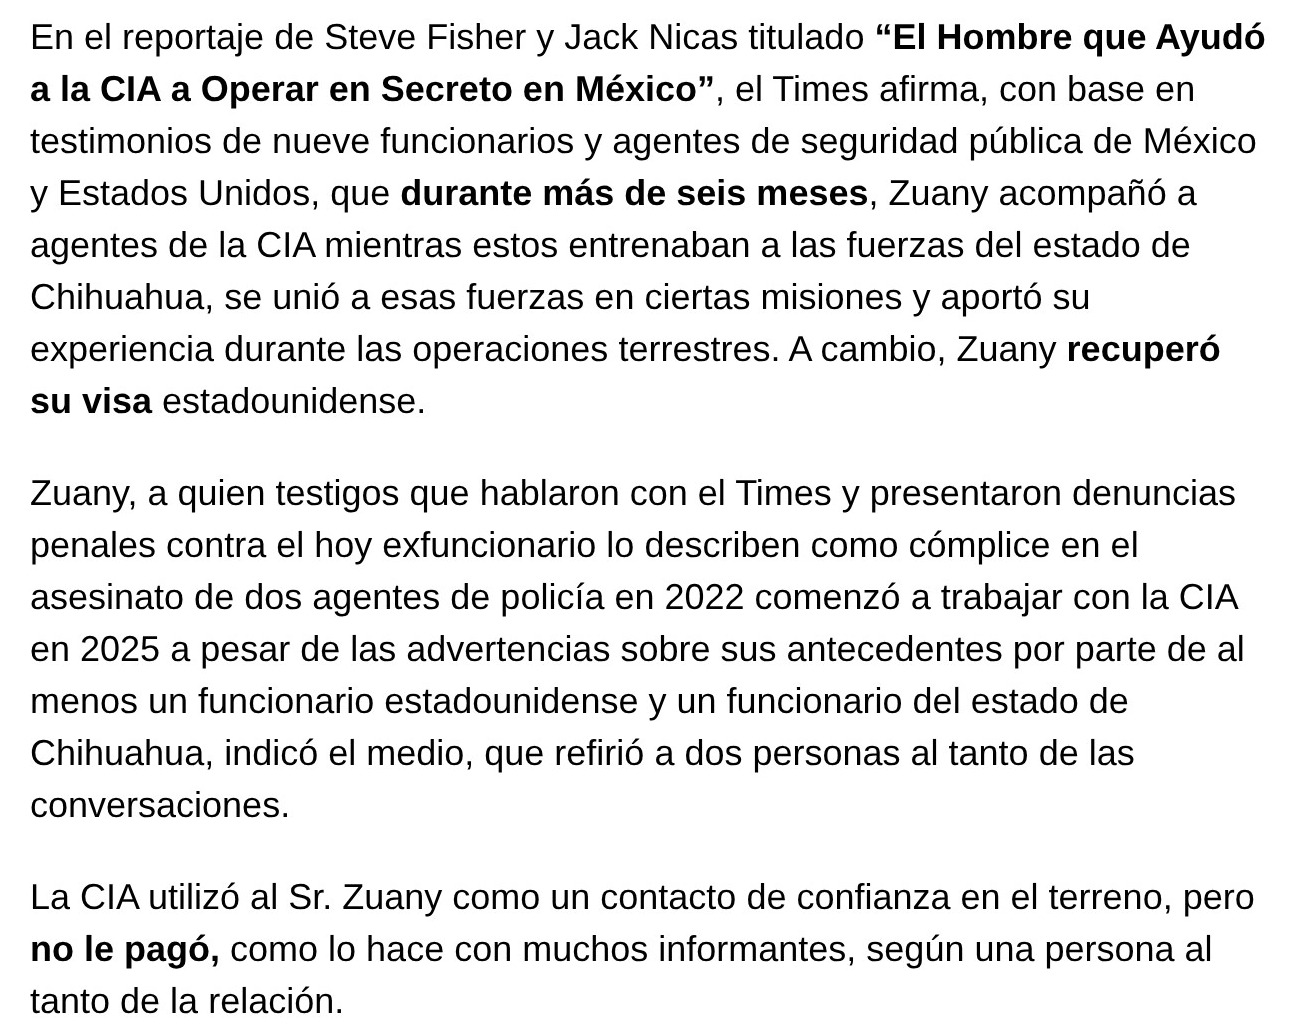 En el reportaje de Steve Fisher y Jack Nicas titulado “El Hombre que Ayudó
a la CIA a Operar en Secreto en México”, el Times afirma, con base en
testimonios de nueve funcionarios y agentes de seguridad pública de México
y Estados Unidos, que durante más de seis meses, Zuany acompañó a
agentes de la CIA mientras estos entrenaban a las fuerzas del estado de
Chihuahua, se unió a esas fuerzas en ciertas misiones y aportó su
experiencia durante las operaciones terrestres. A cambio, Zuany recuperó
su visa estadounidense.
Zuany, a quien testigos que hablaron con el Times y presentaron denuncias
penales contra el hoy exfuncionario lo describen como cómplice en el
asesinato de dos agentes de policía en 2022 comenzó a trabajar con la CIA
en 2025 a pesar de las advertencias sobre sus antecedentes por parte de al
menos un funcionario estadounidense y un funcionario del estado de
Chihuahua, indicó el medio, que refirió a dos personas al tanto de las
conversaciones.
La CIA utilizó al Sr. Zuany como un contacto de confianza en el terreno, pero
no le pagó, como lo hace con muchos informantes, según una persona al
tanto de la relación.